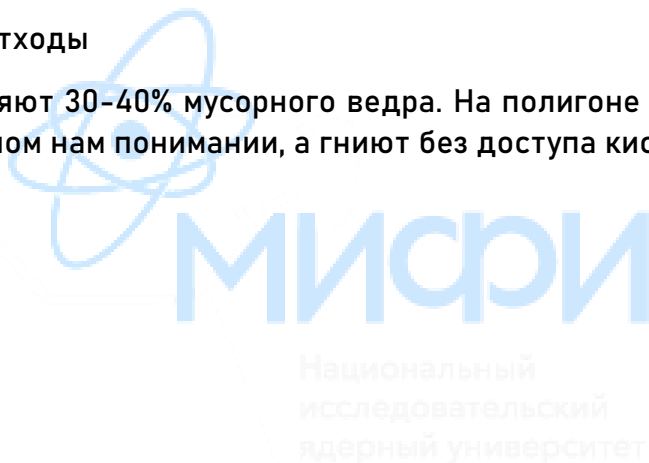 тходы
яют 30-40% мусорного ведра. На полигоне
ном нам понимании, а гниют без доступа кис
МИФИ
Национальный
исследовательский
ядерный университет